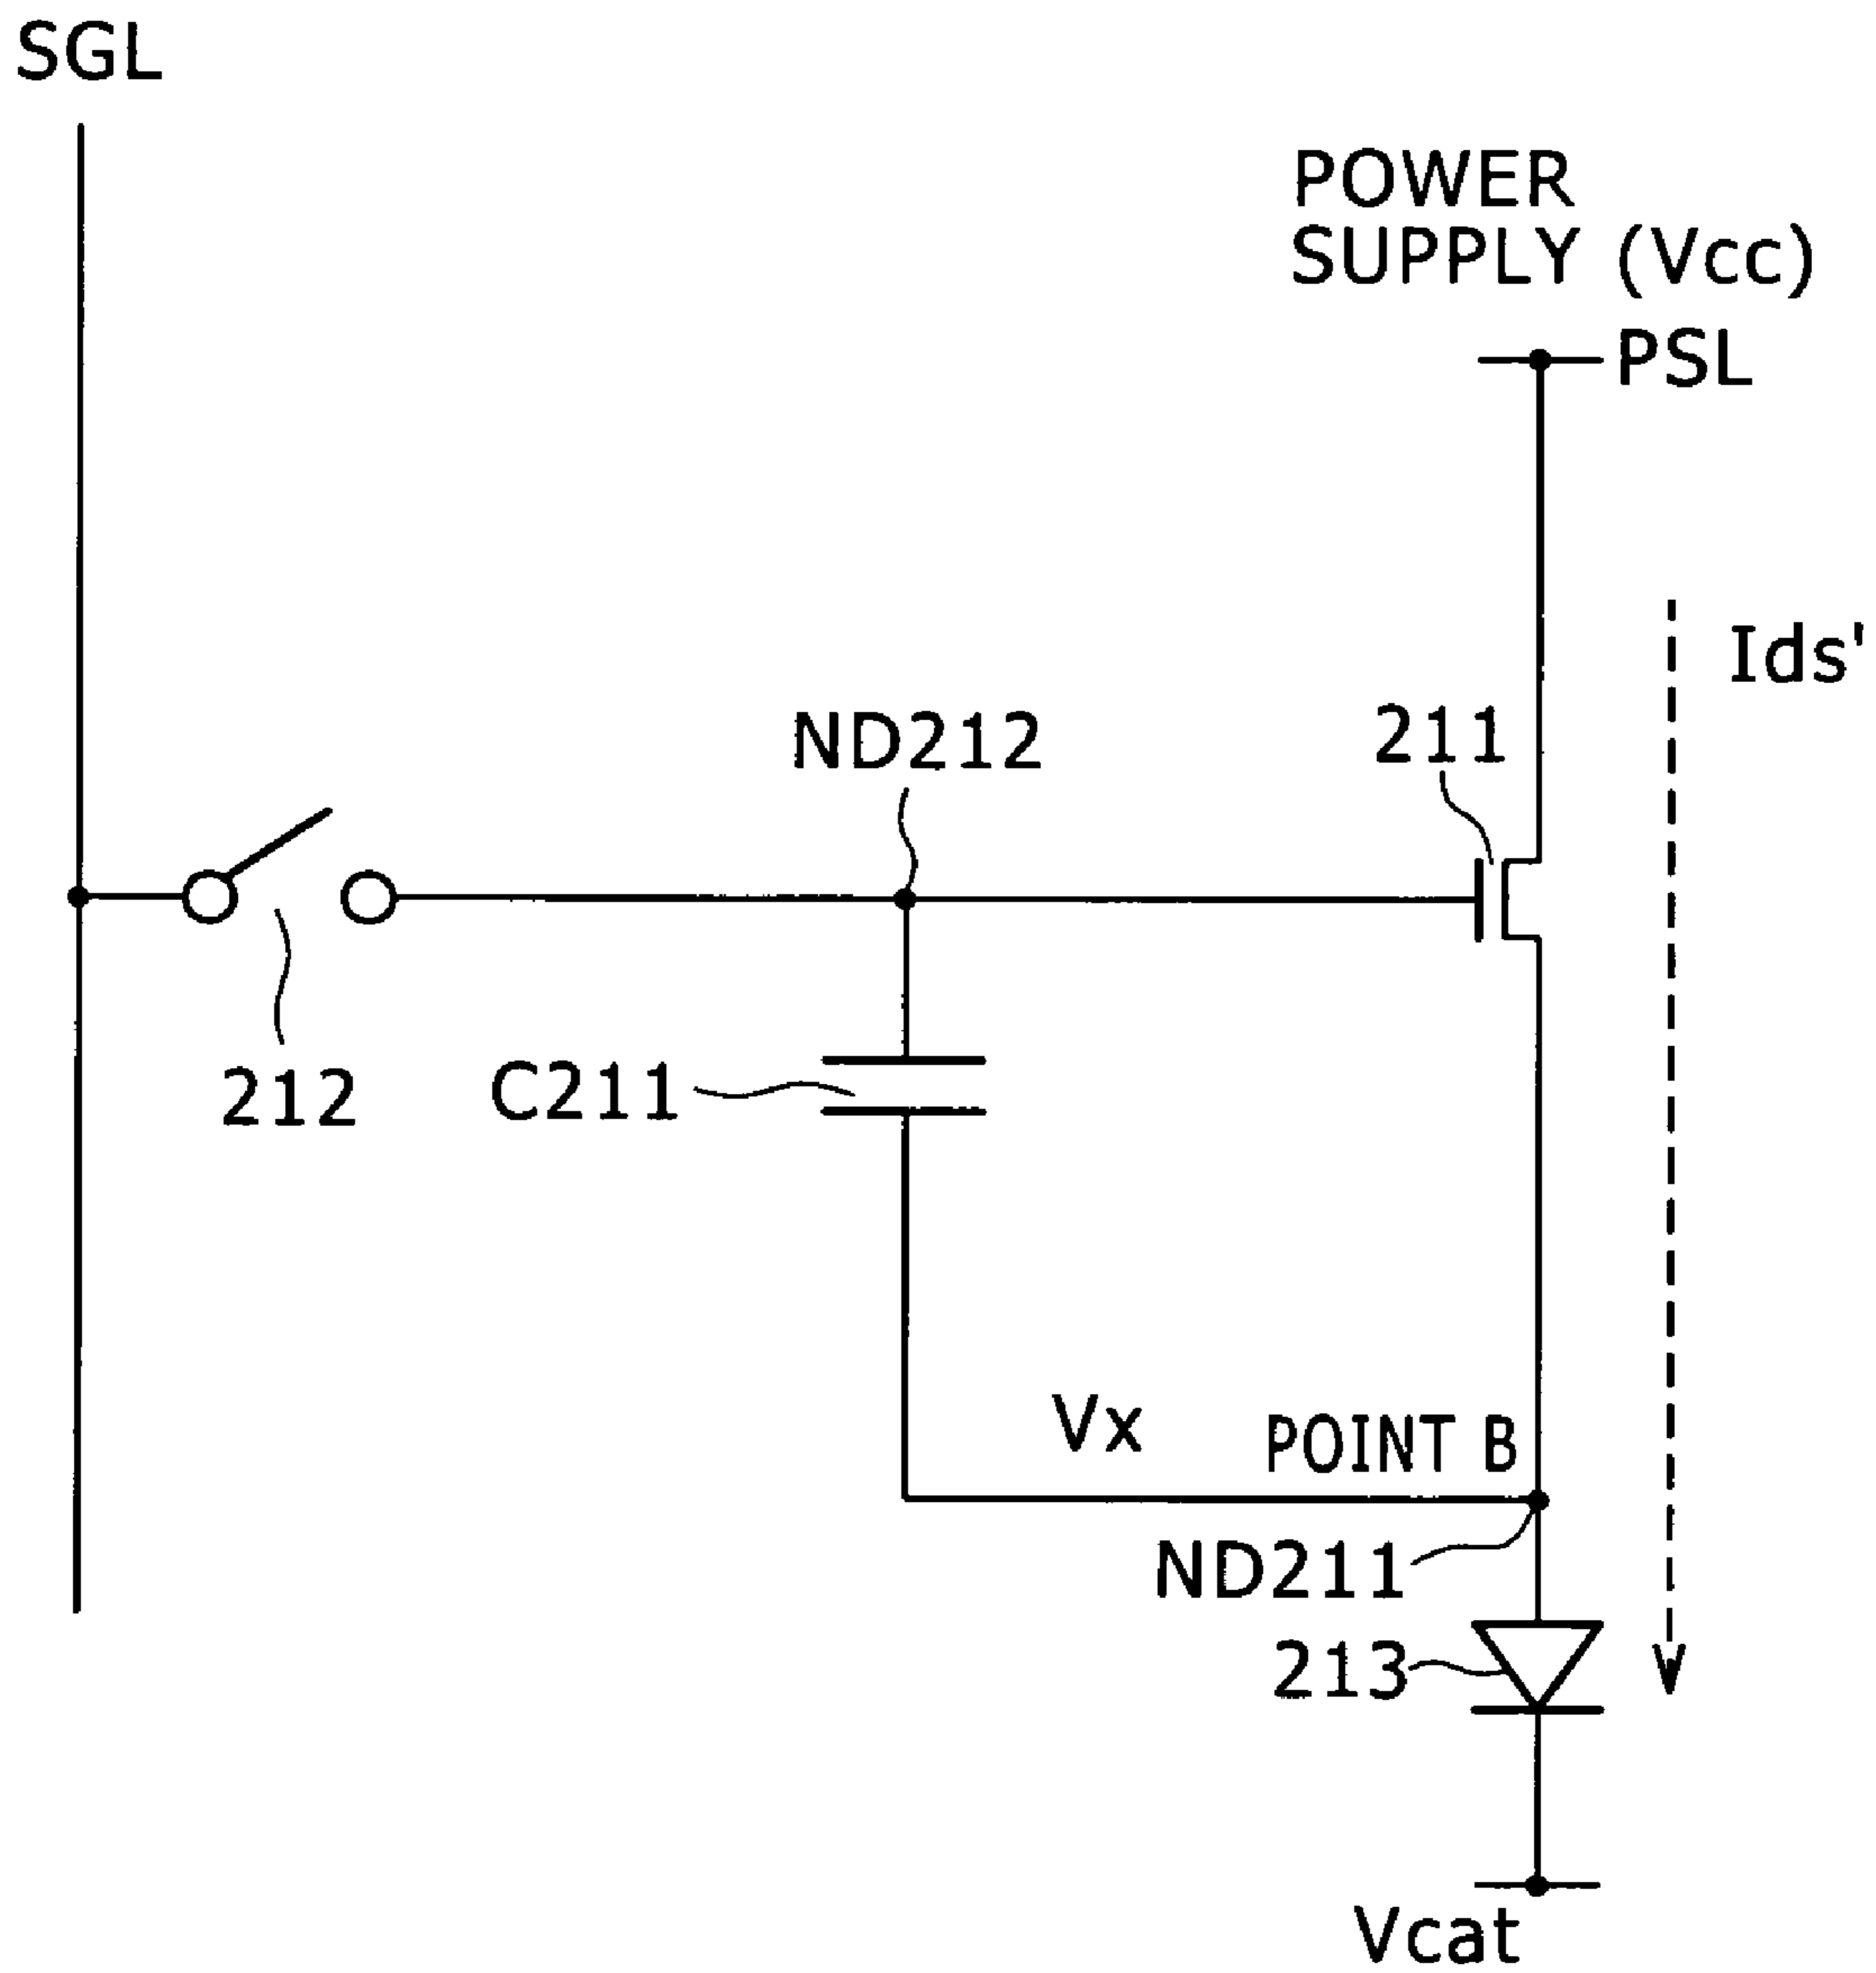 SGL
POWER
SUPPLY (Vcc)
PSL
Ids'
ND212
211
212
C211
Vx
POINT B
ND211
213
Vcat